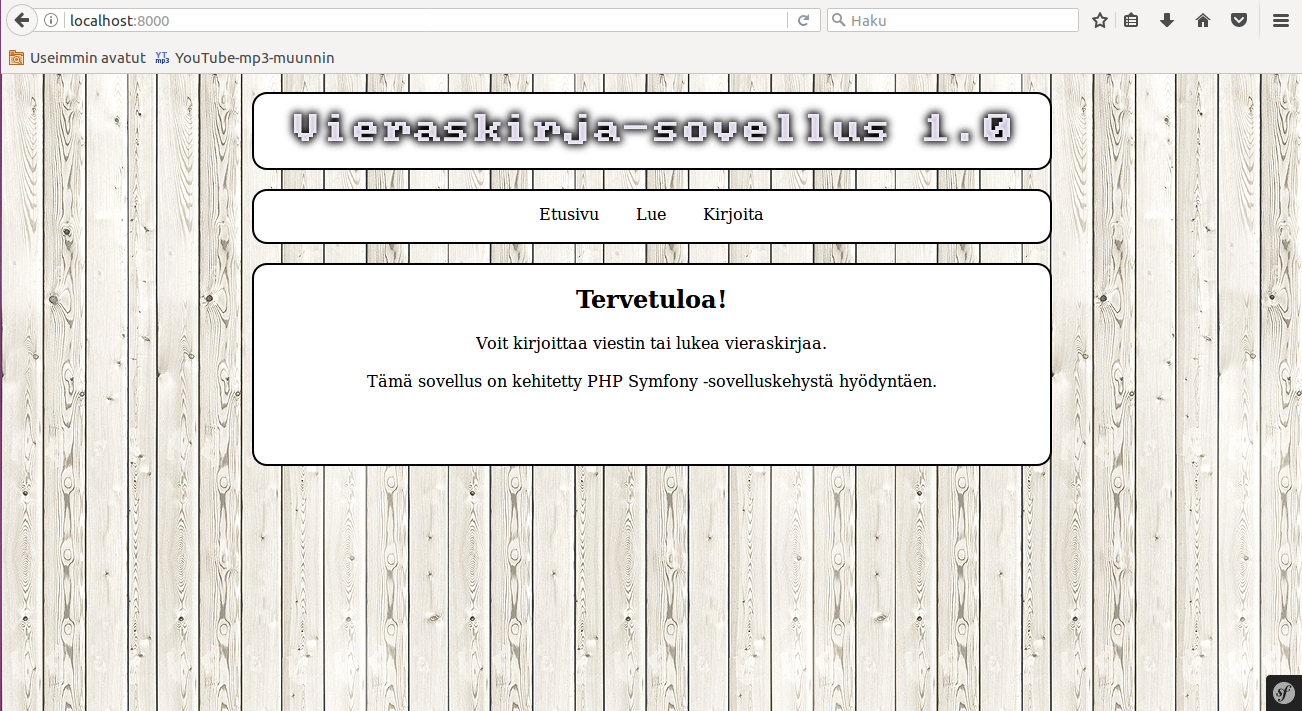 localhost:8000
Haku
Useimmin avatut
YT mp3 YouTube-mp3-muunnin
Vieraskirja-sovellus 1.0
Etusivu Lue Kirjoita
Tervetuloa!
Voit kirjoittaa viestin tai lukea vieraskirjaa.
Tämä sovellus on kehitetty PHP Symfony -sovelluskehystä hyödyntäen.
sf